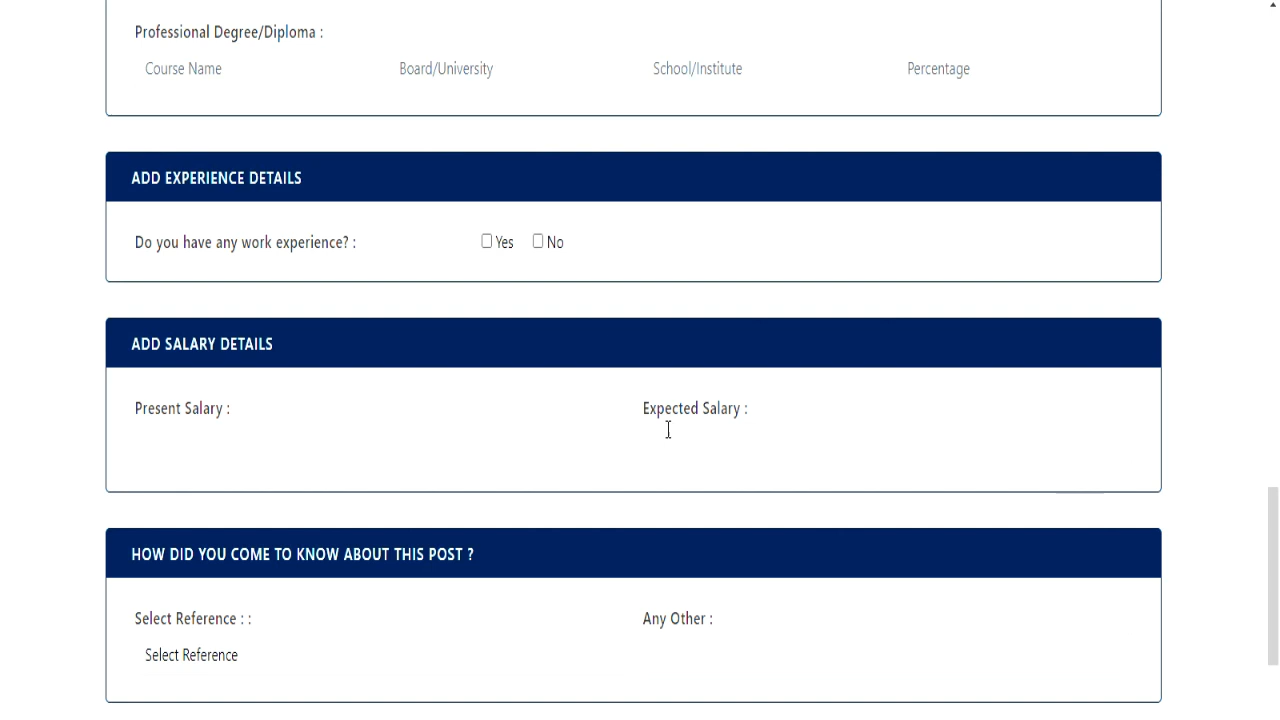 Professional Degree/Diploma :
Course Name Board/University School/Institute Percentage
ADD EXPERIENCE DETAILS
Do you have any work experience? : Yes No
ADD SALARY DETAILS
Present Salary : Expected Salary :
HOW DID YOU COME TO KNOW ABOUT THIS POST ?
Select Reference : : Any Other :
Select Reference